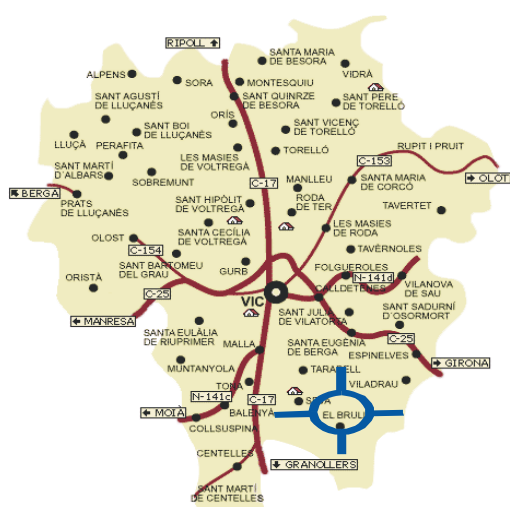 RIPOLL
SANTA MARIA
DE BESORA
VIDRÀ
ALPENS
SORA
MONTESQUIU
SANT QUINRZE
DE BESORA
SANT PERE
DE TORELLÓ
SANT AGUSTÍ
DE LLUÇANÈS
ORÍS
SANT VICENÇ
DE TORELLÓ
SANT BOI
DE LLUÇANÈS
LLUÇÀ
PERAFITA
LES MASIES
DE VOLTREGÀ
TORELLÓ
RUPIT I PRUIT
C-153
SANT MARTÍ
D'ALBARS
SOBREMUNT
C-17
MANLLEU
SANTA MARIA
DE CORCÓ
OLOT
BERGA
PRATS
DE LLUÇANÈS
SANT HIPÒLIT
DE VOLTREGÀ
RODA
DE TER
TAVERTET
OLOST
SANTA CECÍLIA
DE VOLTREGÀ
LES MASIES
DE RODA
C-154
TAVÈRNOLES
SANT BARTOMEU
DEL GRAU
GURB
FOLGUEROLES
ORISTÀ
C-25
N-141d
CALLDETENES
VILANOVA
DE SAU
VIC
MANRESA
SANT JULIÀ
DE VILATORTA
SANT SADURNÍ
D'OSORMORT
SANTA EULÀLIA
DE RIUPRIMER
MALLA
SANTA EUGÈNIA
DE BERGA
C-25
ESPINELVES
GIRONA
MUNTANYOLA
TARADELL
TONA
VILADRAU
N-141c
C-17
SEVA
MOIÀ
BALENYÀ
EL BRULL
COLLSUSPINA
CENTELLES
GRANOLLERS
SANT MARTÍ
DE CENTELLES